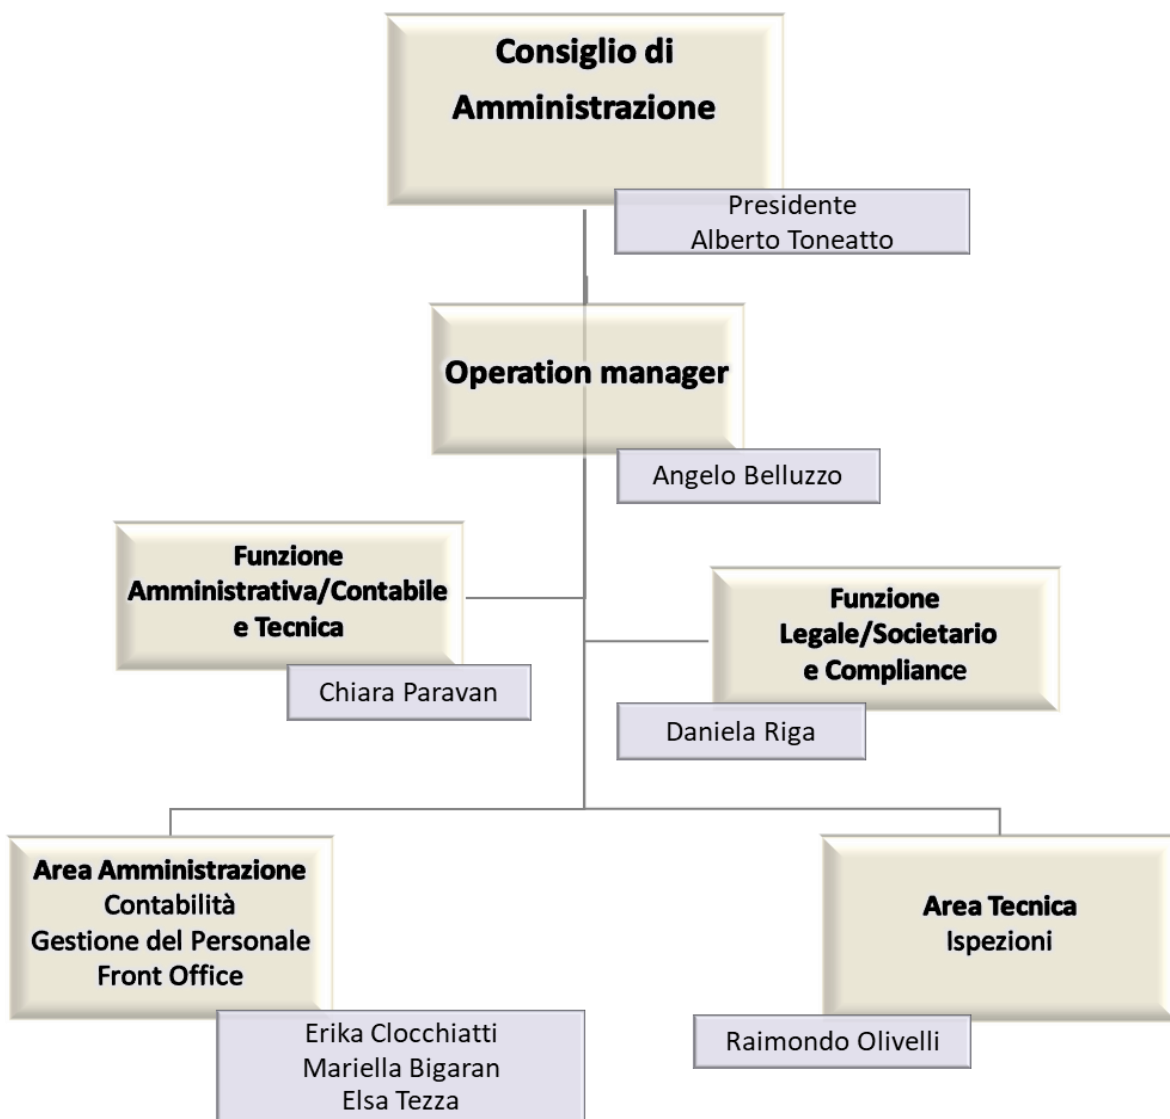 Consiglio di
Amministrazione
Presidente
Alberto Toneatto
Operation manager
Angelo Belluzzo
Funzione
Amministrativa/Contabile
e Tecnica
Chiara Paravan
Funzione
Legale/Societario
e Compliance
Daniela Riga
Area Amministrazione
Contabilità
Gestione del Personale
Front Office
Erika Clocchiatti
Mariella Bigaran
Elsa Tezza
Area Tecnica
Ispezioni
Raimondo Olivelli